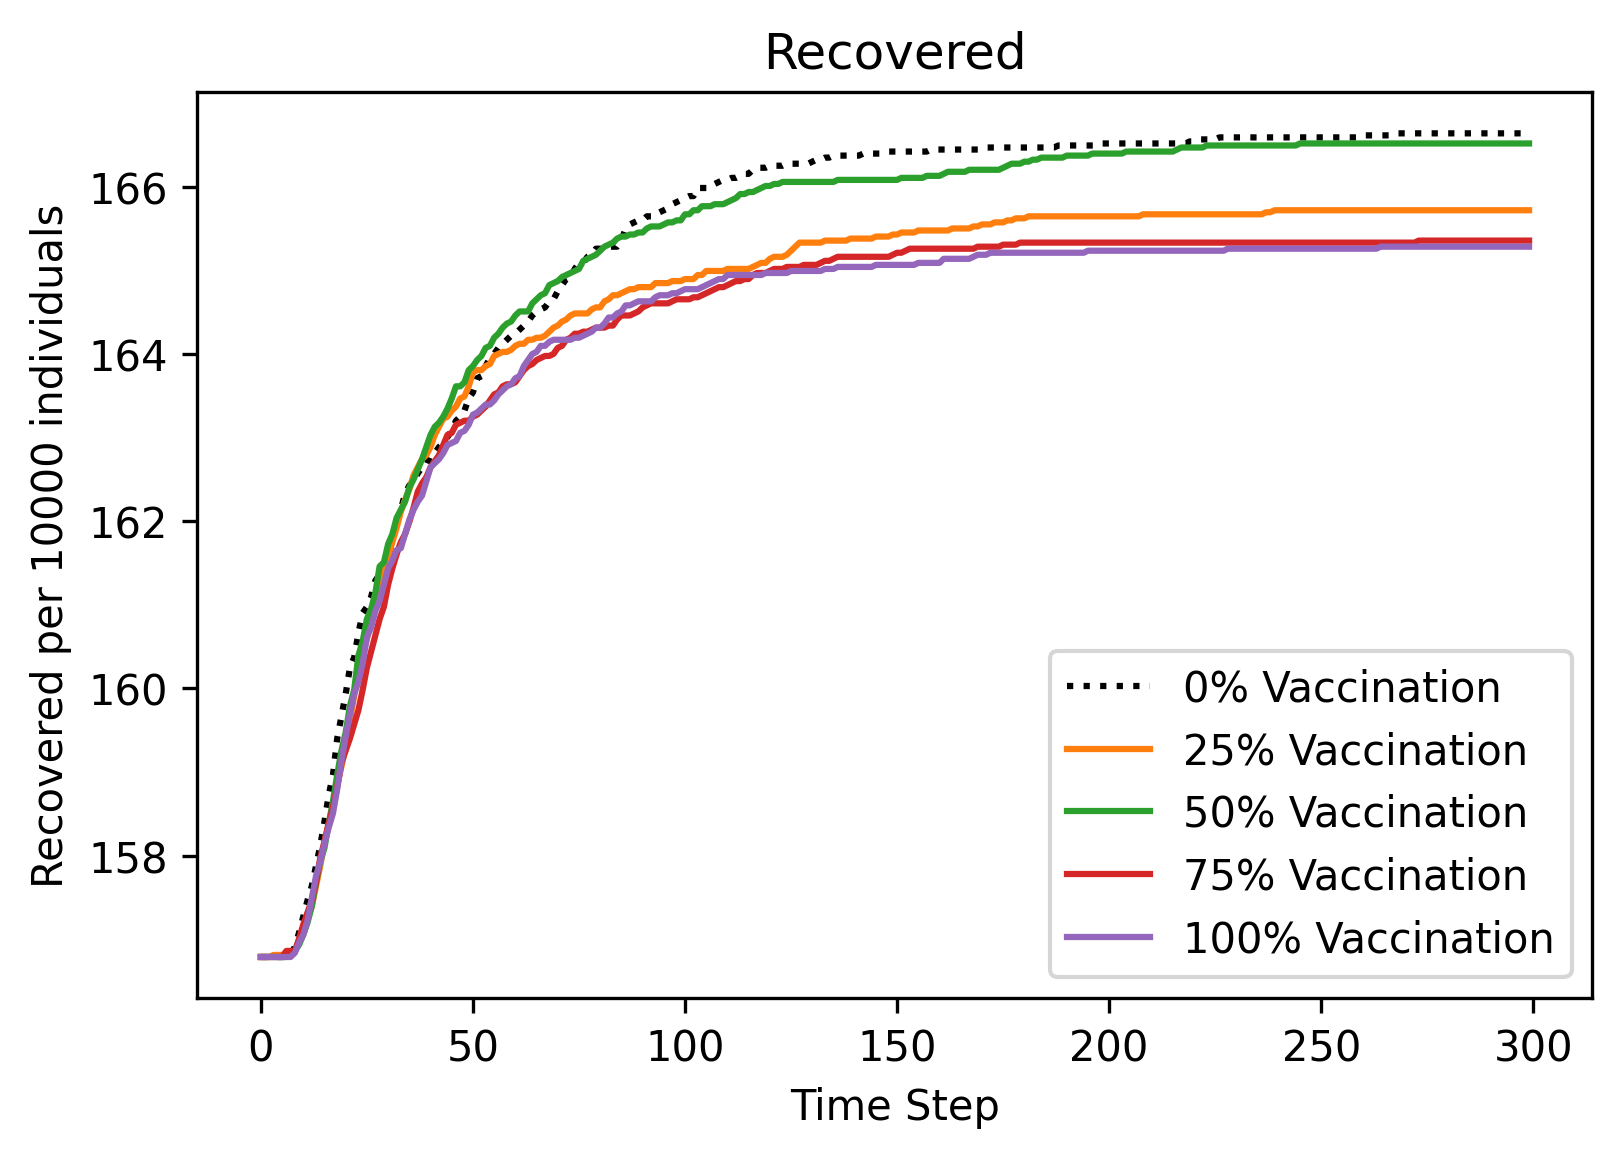 Recovered
Recovered per 10000 individuals
166
164
162
160
158
0% Vaccination
25% Vaccination
50% Vaccination
75% Vaccination
100% Vaccination
0 50 100 150 200 250 300
Time Step